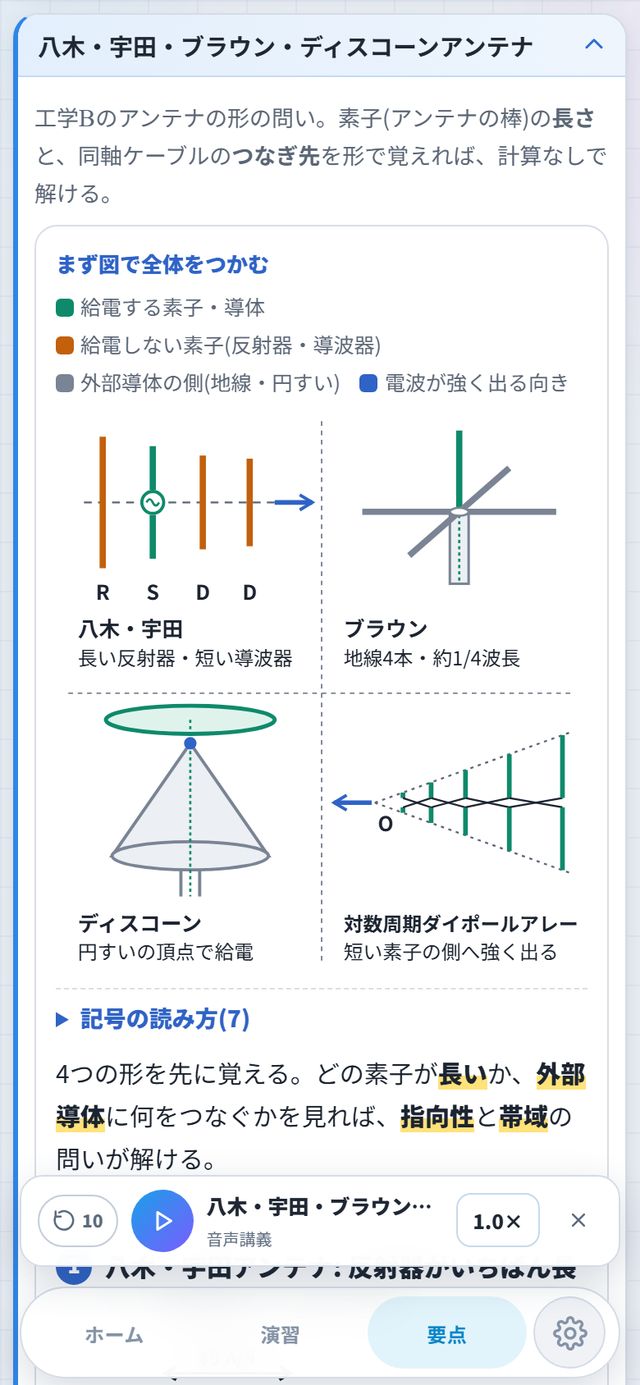 八木・宇田・ブラウン・ディスコーンアンテナ
工学Bのアンテナの形の問い。素子(アンテナの棒)の長さ
と、同軸ケーブルのつなぎ先を形で覚えれば、計算なしで
解ける。
まず図で全体をつかむ
給電する素子・導体
給電しない素子(反射器・導波器)
外部導体の側(地線・円すい) 電波が強く出る向き
R S D D
八木・宇田
長い反射器・短い導波器
ブラウン
地線4本・約1/4波長
ディスコーン
円すいの頂点で給電
O
対数周期ダイポールアレー
短い素子の側へ強く出る
記号の読み方(7)
4つの形を先に覚える。どの素子が長いか、外部
導体に何をつなぐかを見れば、指向性と帯域の
問いが解ける。
10
八木・宇田・ブラウン…
音声講義
1.0×
1 八木・宇田アンテナ: 反射器がいちばん長
ホーム 演習 要点